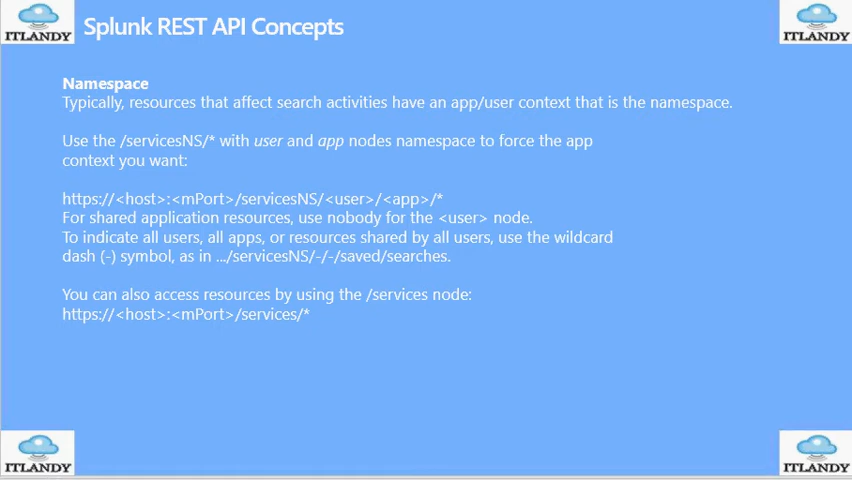 ITLANDY
Splunk REST API Concepts
ITLANDY
Namespace
Typically, resources that affect search activities have an app/user context that is the namespace.
Use the /servicesNS/* with user and app nodes namespace to force the app
context you want:
https://<host>:<mPort>/servicesNS/<user>/<app>/*
For shared application resources, use nobody for the <user> node.
To indicate all users, all apps, or resources shared by all users, use the wildcard
dash (-) symbol, as in .../servicesNS/-/-/saved/searches.
You can also access resources by using the /services node:
https://<host>:<mPort>/services/*
ITLANDY
ITLANDY